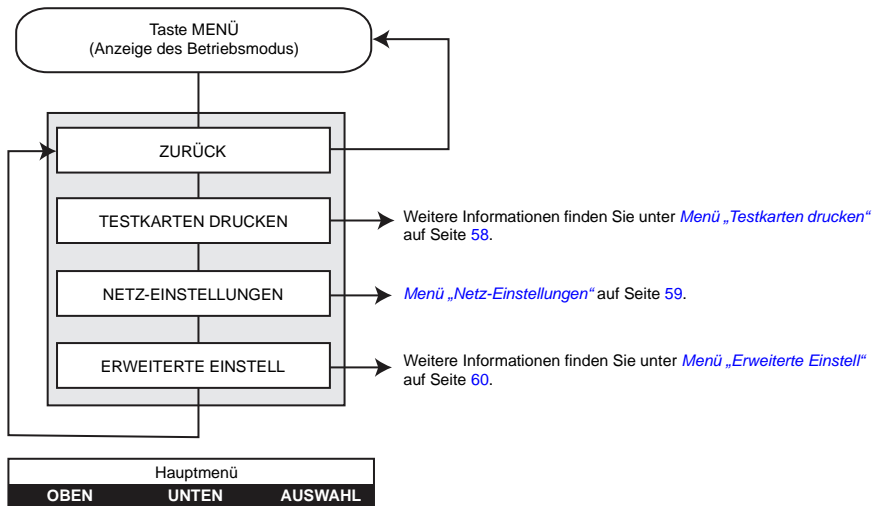 Taste MENÜ
(Anzeige des Betriebsmodus)
ZURÜCK
TESTKARTEN DRUCKEN
Weitere Informationen finden Sie unter Menü „Testkarten drucken“
auf Seite 58.
NETZ-EINSTELLUNGEN
Menü „Netz-Einstellungen“ auf Seite 59.
ERWEITERTE EINSTELL
Weitere Informationen finden Sie unter Menü „Erweiterte Einstell“
auf Seite 60.
Hauptmenü
OBEN UNTEN AUSWAHL